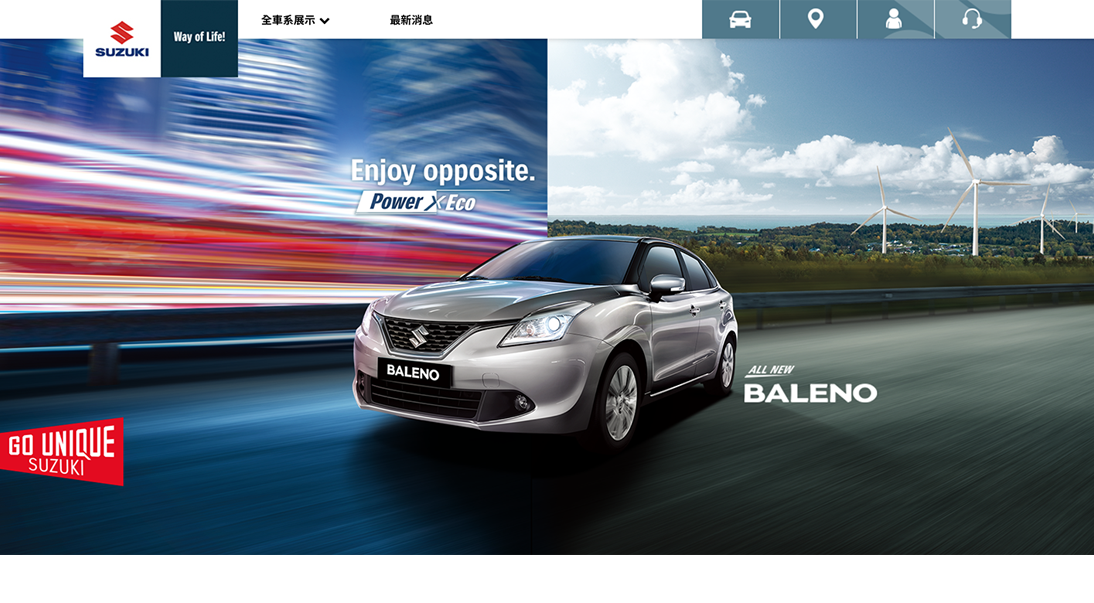 SUZUKI
Way of Life!
全車系展示
最新消息
Enjoy opposite.
Power X Eco
BALENO
ALL NEW
BALENO
GO UNIQUE
SUZUKI